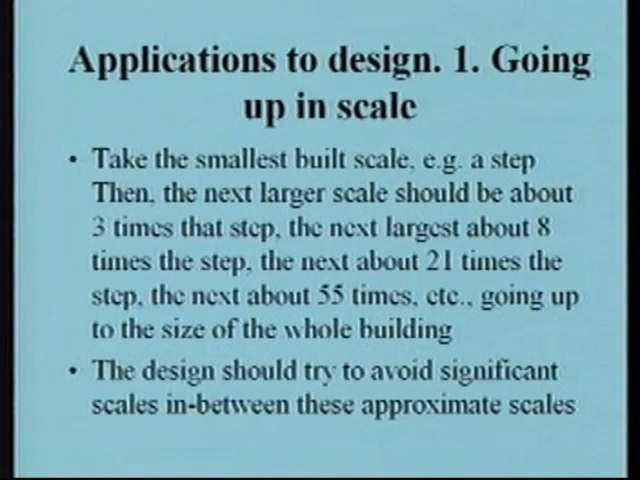 Applications to design. 1. Going
up in scale
• Take the smallest built scale, e.g. a step
Then, the next larger scale should be about
3 times that step, the next largest about 8
times the step, the next about 21 times the
step, the next about 55 times, etc., going up
to the size of the whole building
• The design should try to avoid significant
scales in-between these approximate scales